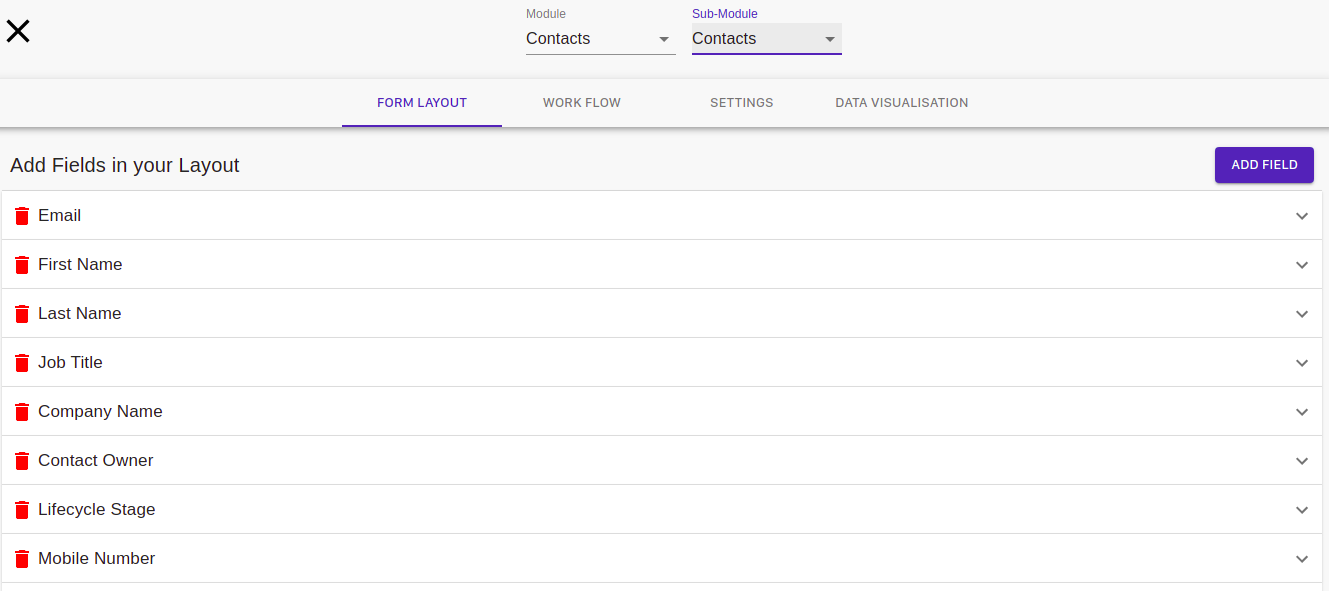 Module
Sub-Module
Contacts
Contacts
FORM LAYOUT
WORK FLOW
SETTINGS
DATA VISUALISATION
Add Fields in your Layout
ADD FIELD
Email
First Name
Last Name
Job Title
Company Name
Contact Owner
Lifecycle Stage
Mobile Number